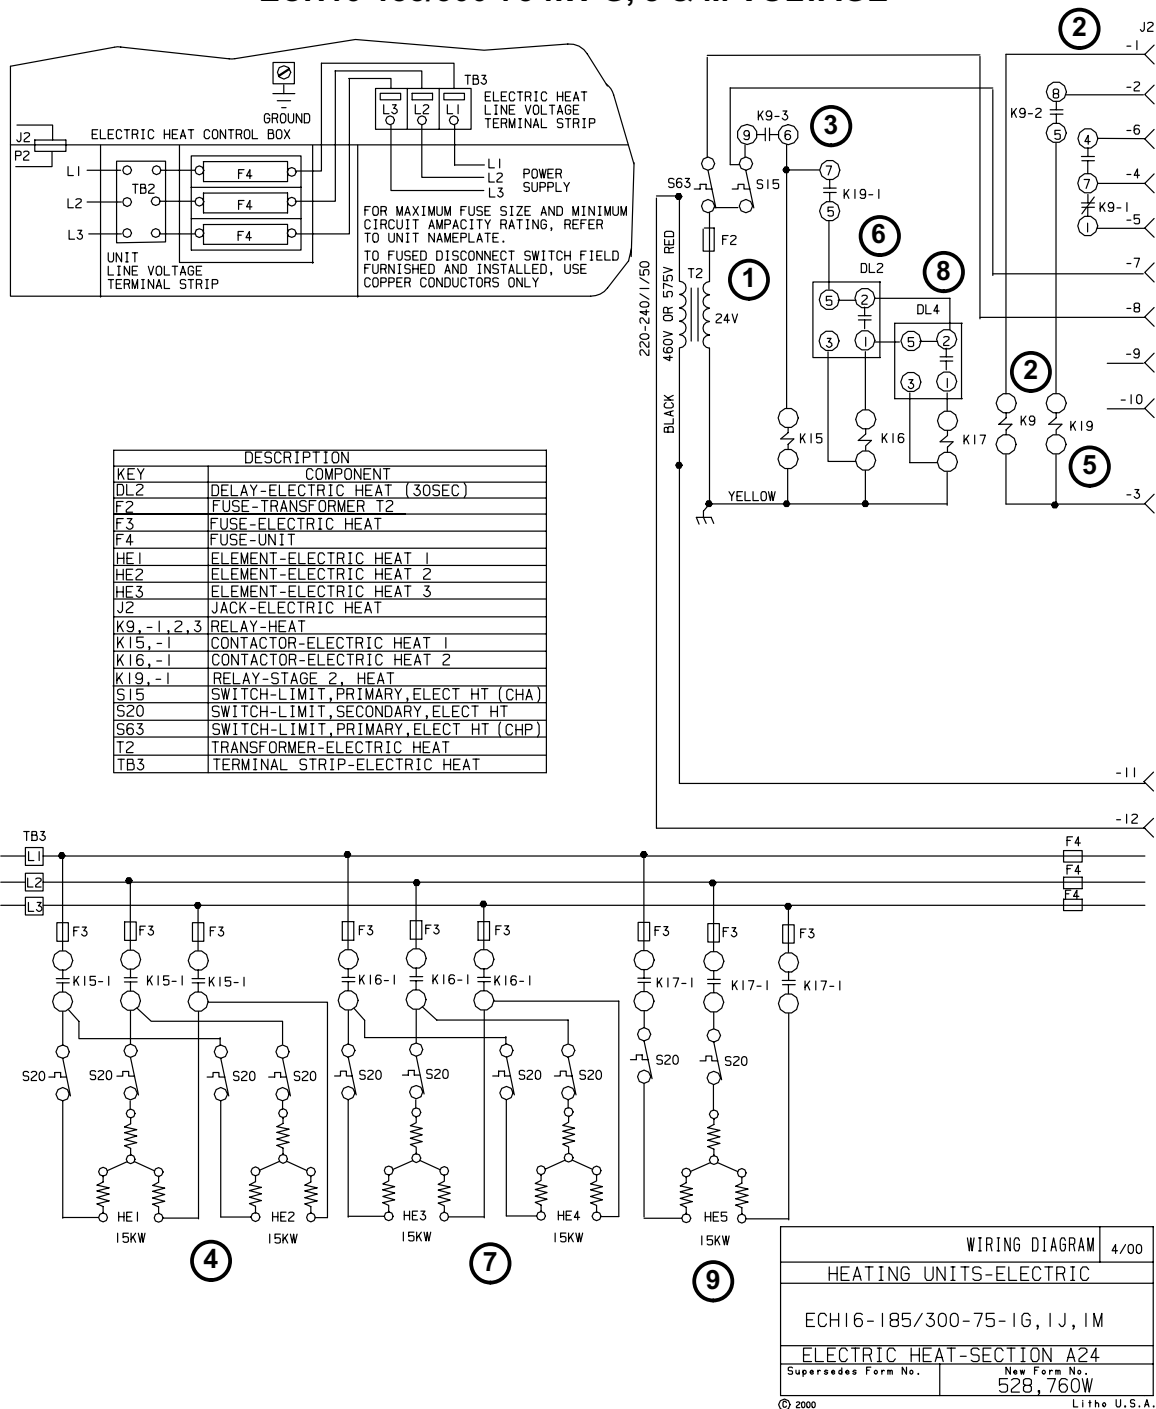 J2
2
-1
-2
-6
-4
-5
-7
-8
-9
-10
-3
-11
-12
TB3
L3 L2 L1
ELECTRIC HEAT
LINE VOLTAGE
TERMINAL STRIP
GROUND
J2
P2
ELECTRIC HEAT CONTROL BOX
L1
L2
L3
TB2
F4
F4
F4
UNIT
LINE VOLTAGE
TERMINAL STRIP
L1
L2
L3
POWER
SUPPLY
FOR MAXIMUM FUSE SIZE AND MINIMUM
CIRCUIT AMPACITY RATING, REFER
TO UNIT NAMEPLATE.
TO FUSED DISCONNECT SWITCH FIELD
FURNISHED AND INSTALLED, USE
COPPER CONDUCTORS ONLY
K9-3
9 6
3
7
K19-1
5
S63
S15
F2
1
T2
24V
220-240/1/50
460V OR 575V RED
BLACK
6
DL2
5 2
3 1
8
DL4
5 2
3 1
8
K9-2
5
4
7
K9-1
1
2
K15
K16
K17
K9
K19
5
YELLOW
DESCRIPTION
KEY COMPONENT
DL2 DELAY-ELECTRIC HEAT (30SEC)
F2 FUSE-TRANSFORMER T2
F3 FUSE-ELECTRIC HEAT
F4 FUSE-UNIT
HE1 ELEMENT-ELECTRIC HEAT 1
HE2 ELEMENT-ELECTRIC HEAT 2
HE3 ELEMENT-ELECTRIC HEAT 3
J2 JACK-ELECTRIC HEAT
K9,-1,2,3 RELAY-HEAT
K15,-1 CONTACTOR-ELECTRIC HEAT 1
K16,-1 CONTACTOR-ELECTRIC HEAT 2
K19,-1 RELAY-STAGE 2, HEAT
S15 SWITCH-LIMIT,PRIMARY,ELECT HT (CHA)
S20 SWITCH-LIMIT,SECONDARY,ELECT HT
S63 SWITCH-LIMIT,PRIMARY,ELECT HT (CHP)
T2 TRANSFORMER-ELECTRIC HEAT
TB3 TERMINAL STRIP-ELECTRIC HEAT
TB3
L1 F4
L2 F4
L3 F4
F3 F3 F3 F3 F3 F3 F3 F3 F3
K15-1 K15-1 K15-1 K16-1 K16-1 K16-1 K17-1 K17-1 K17-1
S20 S20 S20 S20 S20 S20 S20 S20 S20 S20
HE1 HE2 HE3 HE4 HE5
15KW 15KW 15KW 15KW 15KW
4 7 9
WIRING DIAGRAM 4/00
HEATING UNITS-ELECTRIC
ECH16-185/300-75-1G,1J,1M
ELECTRIC HEAT-SECTION A24
Supersedes Form No. New Form No.
528,760W
© 2000 Litho U.S.A.